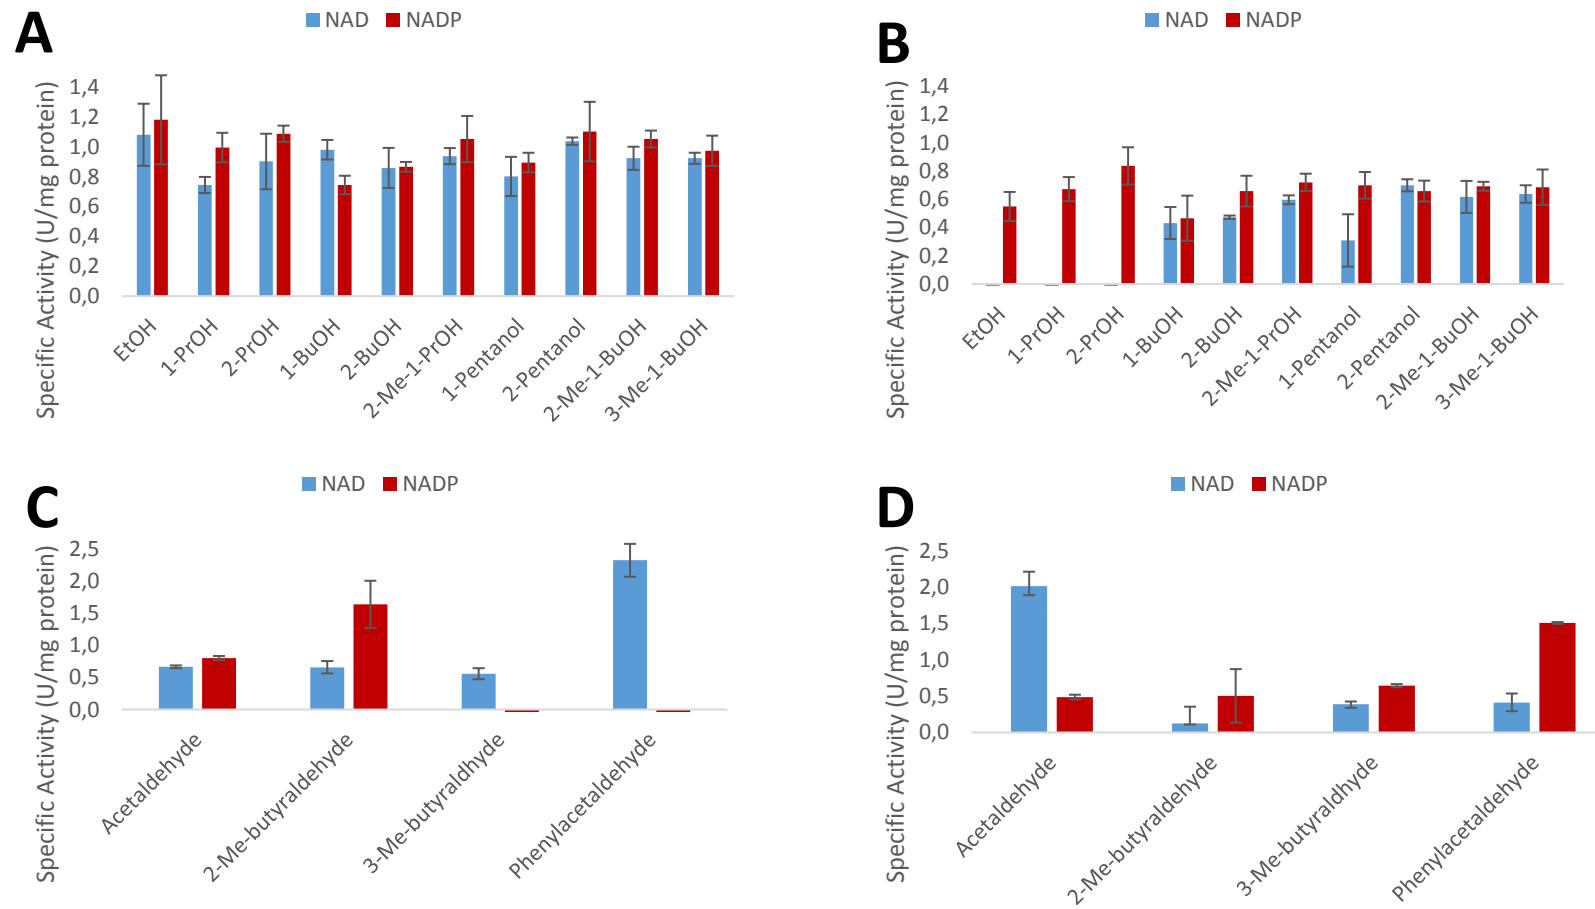 A
NAD NADP
Specific Activity (U/mg protein)
1,4
1,2
1,0
0,8
0,6
0,4
0,2
0,0
EtOH
1-PrOH
2-PrOH
1-BuOH
2-BuOH
2-Me-1-PrOH
1-Pentanol
2-Pentanol
2-Me-1-BuOH
3-Me-1-BuOH
B
NAD NADP
Specific Activity (U/mg protein)
1,4
1,2
1,0
0,8
0,6
0,4
0,2
0,0
EtOH
1-PrOH
2-PrOH
1-BuOH
2-BuOH
2-Me-1-PrOH
1-Pentanol
2-Pentanol
2-Me-1-BuOH
3-Me-1-BuOH
C
NAD NADP
Specific Activity (U/mg protein)
2,5
2,0
1,5
1,0
0,5
0,0
Acetaldehyde
2-Me-butyraldehyde
3-Me-butyraldhyde
Phenylacetaldehyde
D
NAD NADP
Specific Activity (U/mg protein)
2,5
2,0
1,5
1,0
0,5
0,0
Acetaldehyde
2-Me-butyraldehyde
3-Me-butyraldhyde
Phenylacetaldehyde